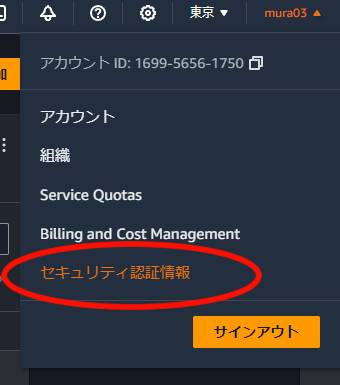 東京 ▼ mura03 ▲
アカウント ID: 1699-5656-1750
加
アカウント
組織
Service Quotas
Billing and Cost Management
セキュリティ認証情報
サインアウト